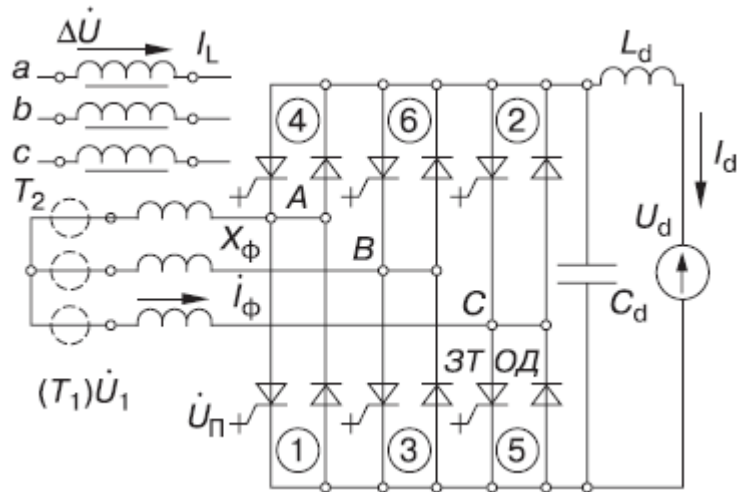 ΔU̇ I_L L_d
a
b
c
④ ⑥ ②
I_d
T_2 A
U_d
X_ф B
i̇_ф C C_d
ЗТ ОД
(T_1)U̇_1 U̇_П
① ③ ⑤